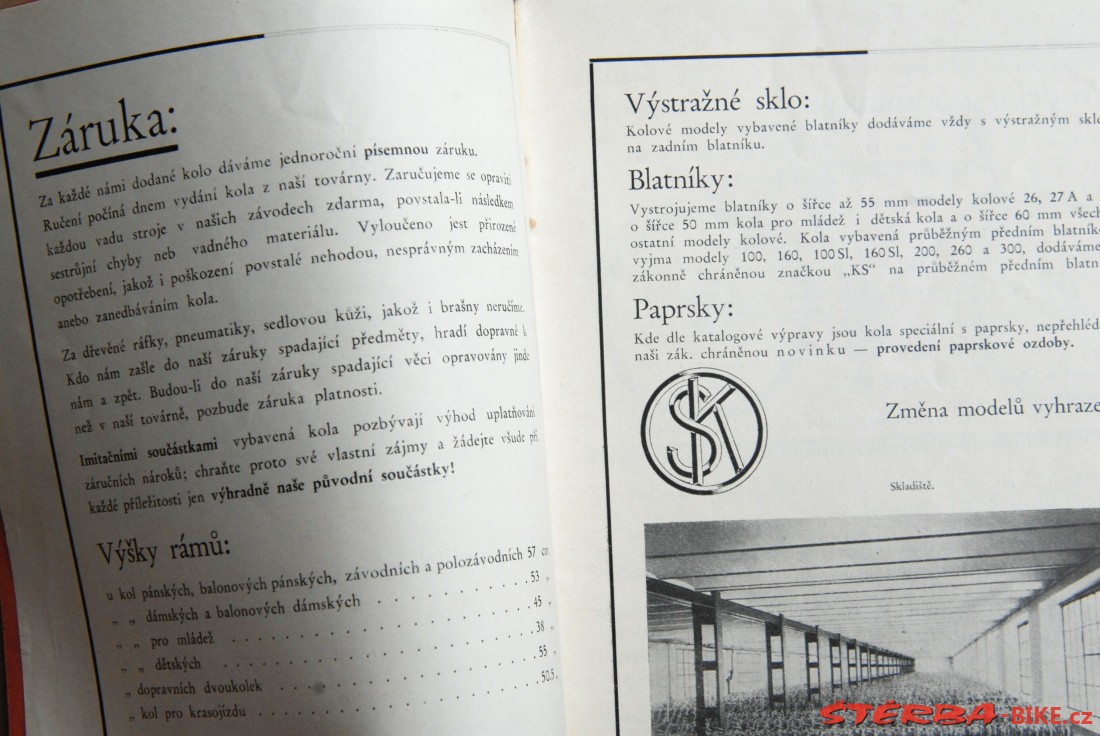 Záruka:
Za každé námi dodané kolo dáváme jednoroční písemnou záruku.
Ručení počíná dnem vydání kola z naší továrny. Zaručujeme se opraviti
každou vadu stroje v našich závodech zdarma, povstala-li následkem
sestrújní chyby neb vadného materiálu. Vyloučeno jest přirozené
opotřebení, jakož i poškození povstalé nehodou, nesprávným zacházením
anebo zanedbáváním kola.
Za dřevěné ráfky, pneumatiky, sedlovou kůži, jakož i brašny neručíme.
Kdo nám zašle do naší záruky spadající předměty, hradí dopravné k
nám a zpět. Budou-li do naší záruky spadající věci opravovány jinde
než v naší továrně, pozbude záruka platnosti.
Imitačními součástkami vybavená kola pozbývají výhod uplatňování
záručních nároků; chraňte proto své vlastní zájmy a žádejte všude při
každé příležitosti jen výhradně naše původní součástky!
Výšky rámů:
u kol pánských, balonových pánských, závodních a polozávodních 57 cm
„ „ dámských a balonových dámských . . . . . . . . . 53 „
„ „ pro mládež . . . . . . . . . . . . . . . . . . 45 „
„ „ dětských . . . . . . . . . . . . . . . . . . . 38 „
„ dopravních dvoukolek . . . . . . . . . . . . . . . 55 „
„ kol pro krasojízdu . . . . . . . . . . . . . . . . 50.5 „
Výstražné sklo:
Kolové modely vybavené blatníky dodáváme vždy s výstražným skle
na zadním blatníku.
Blatníky:
Vystrojujeme blatníky o šířce až 55 mm modely kolové 26, 27 A a
o šířce 50 mm kola pro mládež i dětská kola a o šířce 60 mm všech
ostatní modely kolové. Kola vybavená průběžným předním blatníke
vyjma modely 100, 160, 100 Sl, 160 Sl, 200, 260 a 300, dodáváme
zákonně chráněnou značkou „KS“ na průběžném předním blatní
Paprsky:
Kde dle katalogové výpravy jsou kola speciální s paprsky, nepřehléd
naši zák. chráněnou novinku — provedení paprskové ozdoby.
SK
Změna modelů vyhraze
Skladiště.
STERBA-BIKE.cz